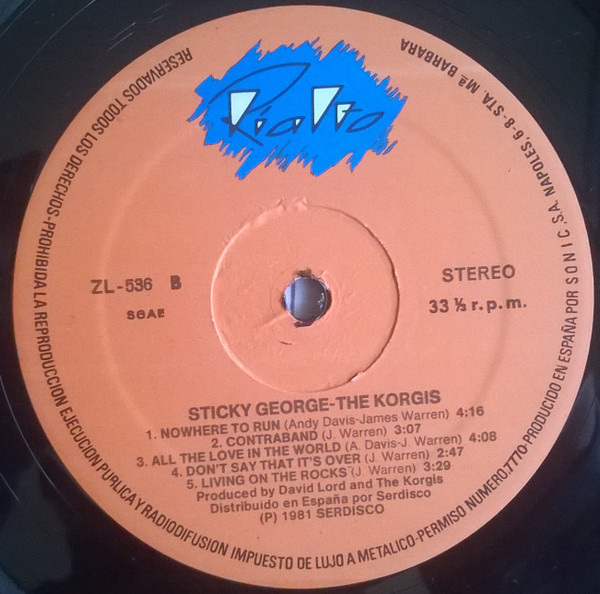 Rialto
RESERVADOS TODOS LOS DERECHOS-PROHIBIDA LA REPRODUCCION EJECUCION PUBLICA Y RADIODIFUSION IMPUESTO DE LUJO A METALICO-PERMISO NUMERO:7770-PRODUCIDO EN ESPAÑA POR SONIC, S.A. NAPOLES, 6-8-STA. Mª BARBARA
ZL-536 B
SGAE
STEREO
33 ⅓ r.p.m.
STICKY GEORGE-THE KORGIS
1. NOWHERE TO RUN (Andy Davis-James Warren) 4:16
2. CONTRABAND (J. Warren) 3:07
3. ALL THE LOVE IN THE WORLD (A. Davis-J. Warren) 4:08
4. DON'T SAY THAT IT'S OVER (J. Warren) 2:47
5. LIVING ON THE ROCKS (J. Warren) 3:29
Produced by David Lord and The Korgis
Distribuido en España por Serdisco
(P) 1981 SERDISCO